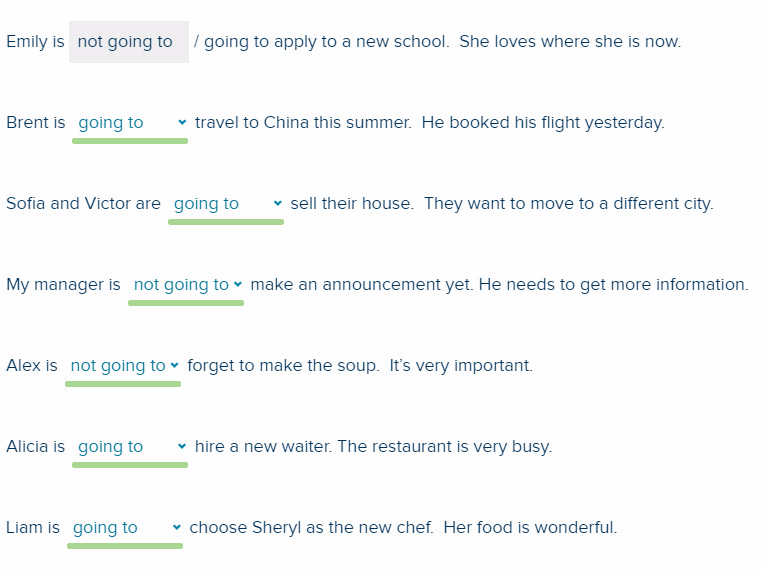 Emily is not going to / going to apply to a new school. She loves where she is now.
Brent is going to travel to China this summer. He booked his flight yesterday.
Sofia and Victor are going to sell their house. They want to move to a different city.
My manager is not going to make an announcement yet. He needs to get more information.
Alex is not going to forget to make the soup. It’s very important.
Alicia is going to hire a new waiter. The restaurant is very busy.
Liam is going to choose Sheryl as the new chef. Her food is wonderful.